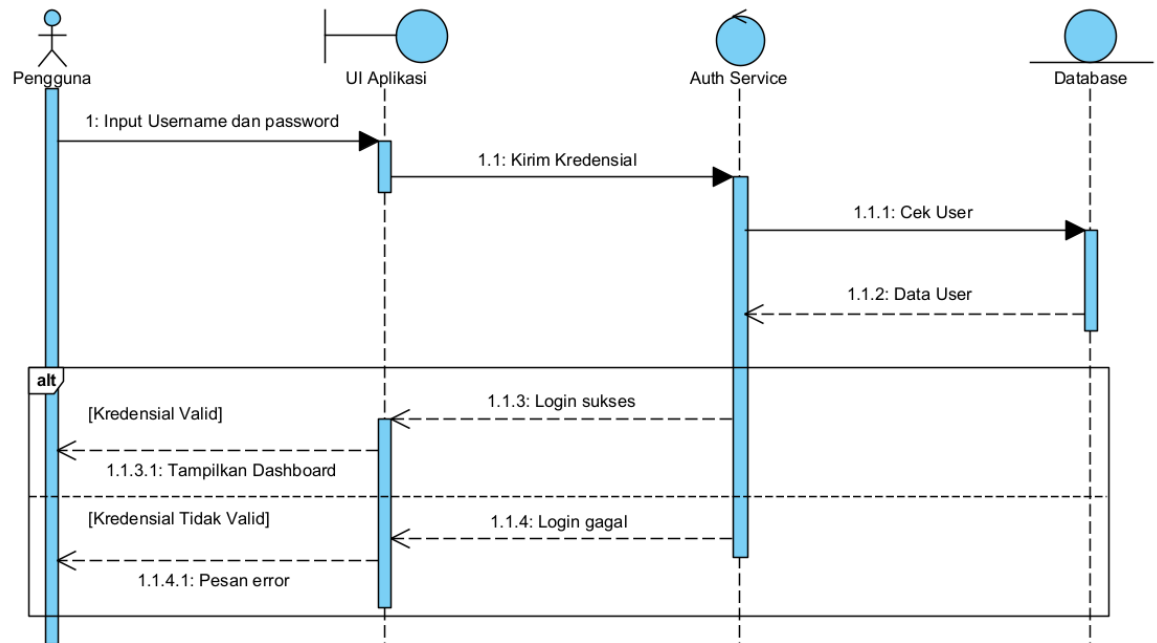 Pengguna
UI Aplikasi
Auth Service
Database
1: Input Username dan password
1.1: Kirim Kredensial
1.1.1: Cek User
1.1.2: Data User
alt
[Kredensial Valid]
1.1.3: Login sukses
1.1.3.1: Tampilkan Dashboard
[Kredensial Tidak Valid]
1.1.4: Login gagal
1.1.4.1: Pesan error